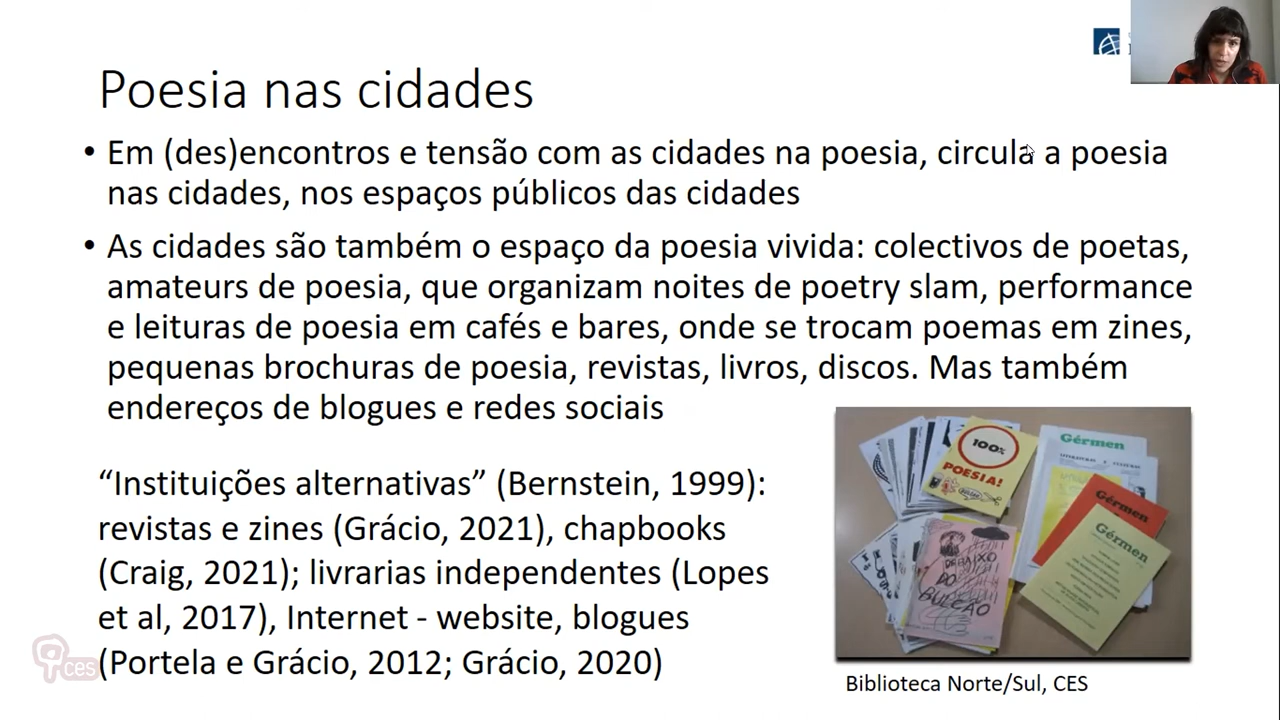 Poesia nas cidades
• Em (des)encontros e tensão com as cidades na poesia, circula a poesia
nas cidades, nos espaços públicos das cidades
• As cidades são também o espaço da poesia vivida: colectivos de poetas,
amateurs de poesia, que organizam noites de poetry slam, performance
e leituras de poesia em cafés e bares, onde se trocam poemas em zines,
pequenas brochuras de poesia, revistas, livros, discos. Mas também
endereços de blogues e redes sociais
“Instituições alternativas” (Bernstein, 1999):
revistas e zines (Grácio, 2021), chapbooks
(Craig, 2021); livrarias independentes (Lopes
et al, 2017), Internet - website, blogues
(Portela e Grácio, 2012; Grácio, 2020)
100%
POESIA!
Gérmen
Gérmen
Gérmen
DEBAIXO
DO
BULCÃO
Biblioteca Norte/Sul, CES
ces